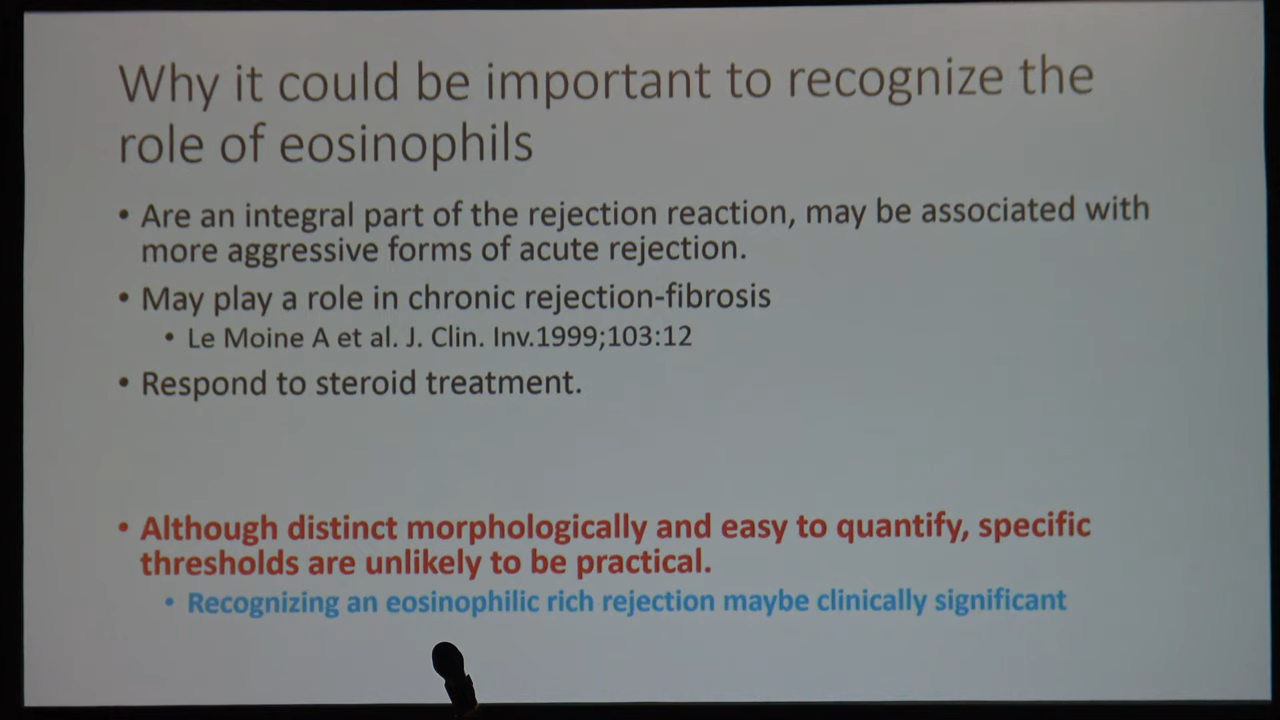 Why it could be important to recognize the
role of eosinophils
• Are an integral part of the rejection reaction, may be associated with
more aggressive forms of acute rejection.
• May play a role in chronic rejection-fibrosis
• Le Moine A et al. J. Clin. Inv.1999;103:12
• Respond to steroid treatment.
• Although distinct morphologically and easy to quantify, specific
thresholds are unlikely to be practical.
• Recognizing an eosinophilic rich rejection maybe clinically significant